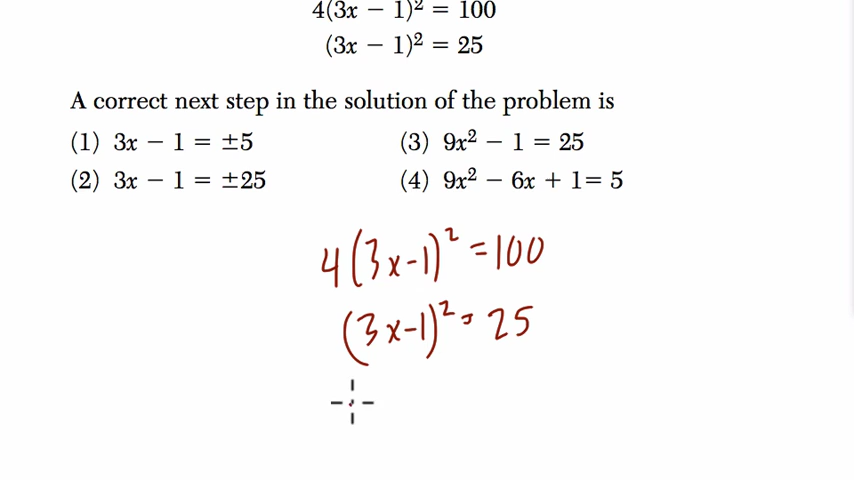 4(3x − 1)² = 100
(3x − 1)² = 25
A correct next step in the solution of the problem is
(1) 3x − 1 = ±5
(3) 9x² − 1 = 25
(2) 3x − 1 = ±25
(4) 9x² − 6x + 1= 5
4(3x-1)² = 100
(3x-1)² = 25